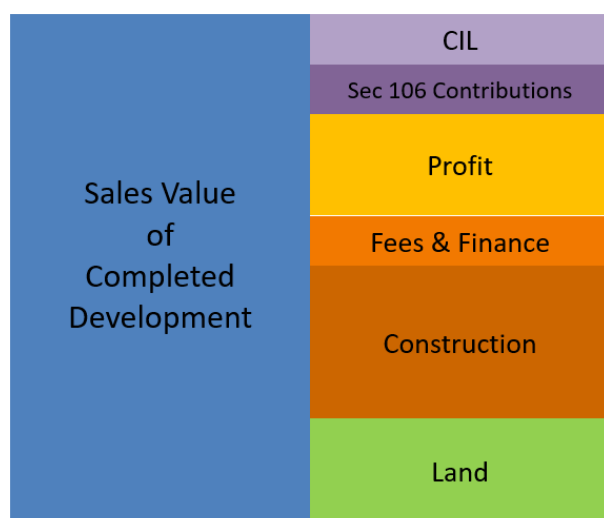 Sales Value
of
Completed
Development
CIL
Sec 106 Contributions
Profit
Fees & Finance
Construction
Land